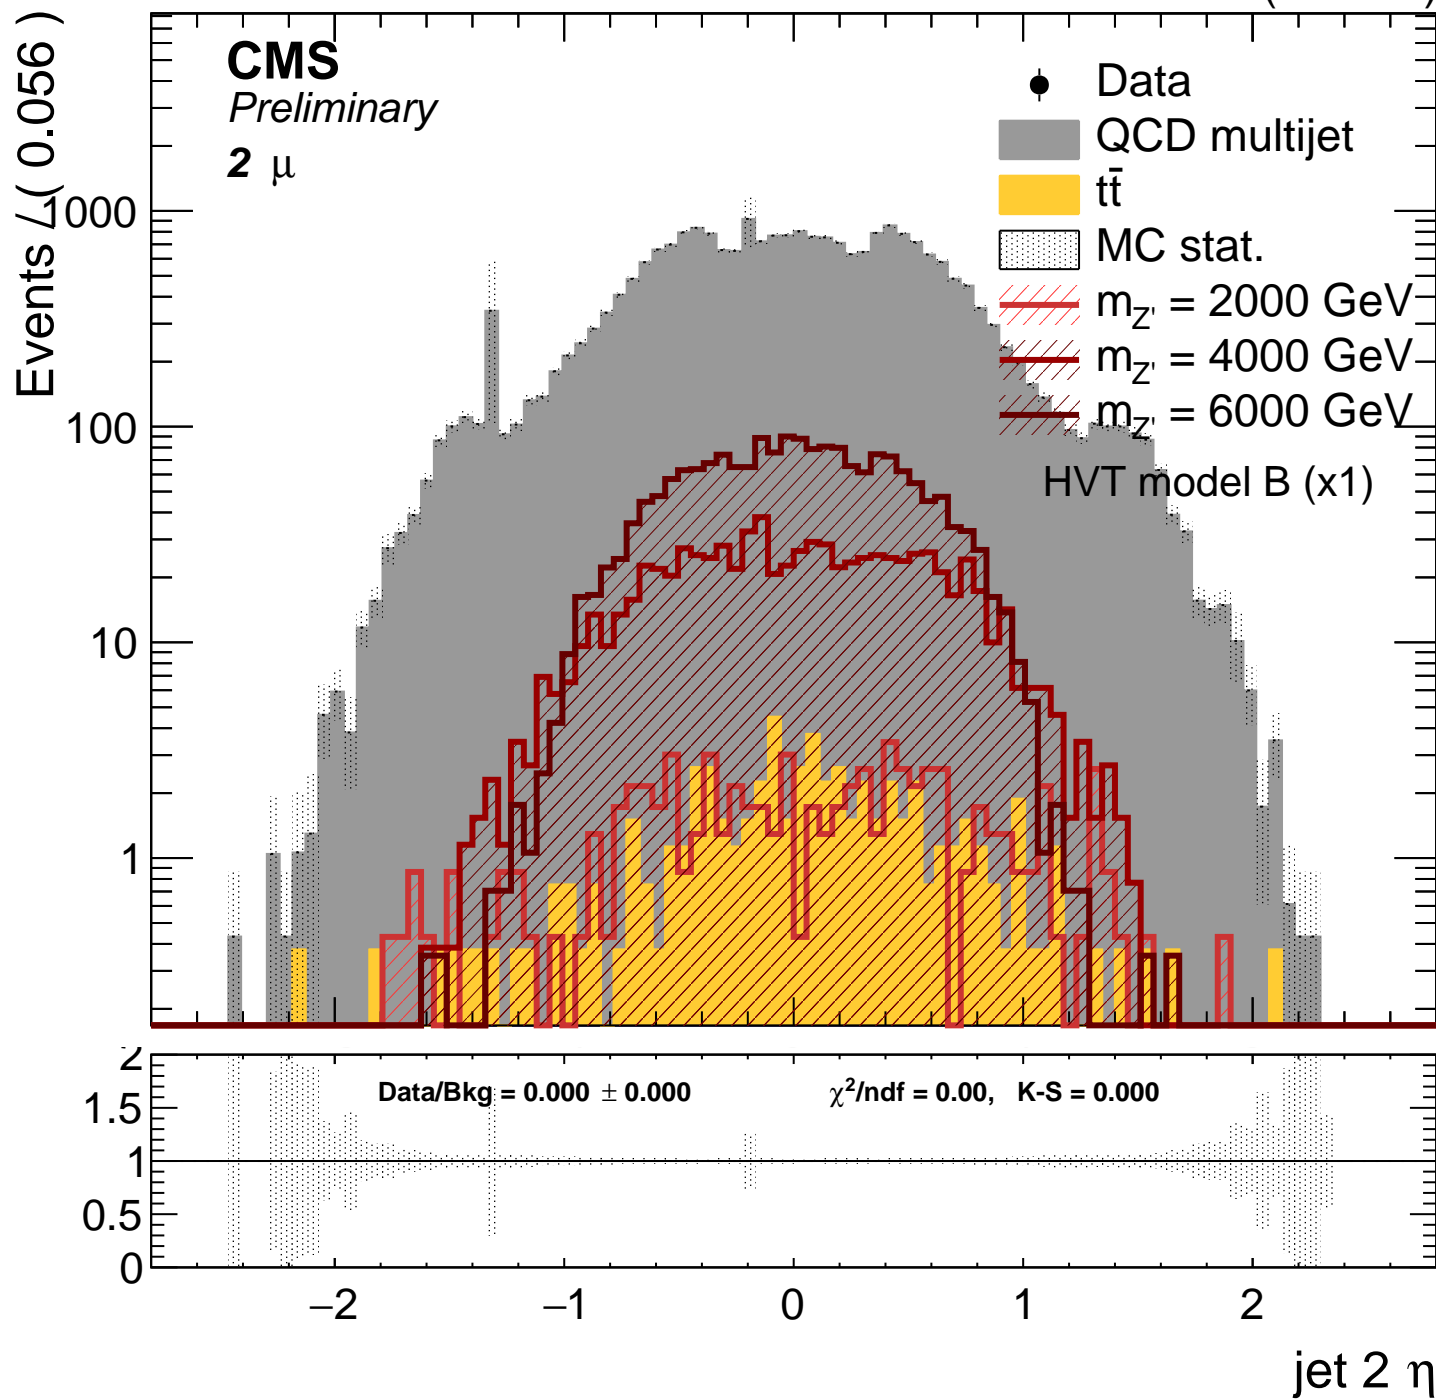 CMS
Preliminary
2 μ
Data
QCD multijet
tt̄
MC stat.
m_Z' = 2000 GeV
m_Z' = 4000 GeV
m_Z' = 6000 GeV
HVT model B (x1)
Events / ( 0.056 )
1000
100
10
1
Data/Bkg = 0.000 ± 0.000
χ²/ndf = 0.00, K-S = 0.000
2
1.5
1
0.5
0
−2 −1 0 1 2
jet 2 η